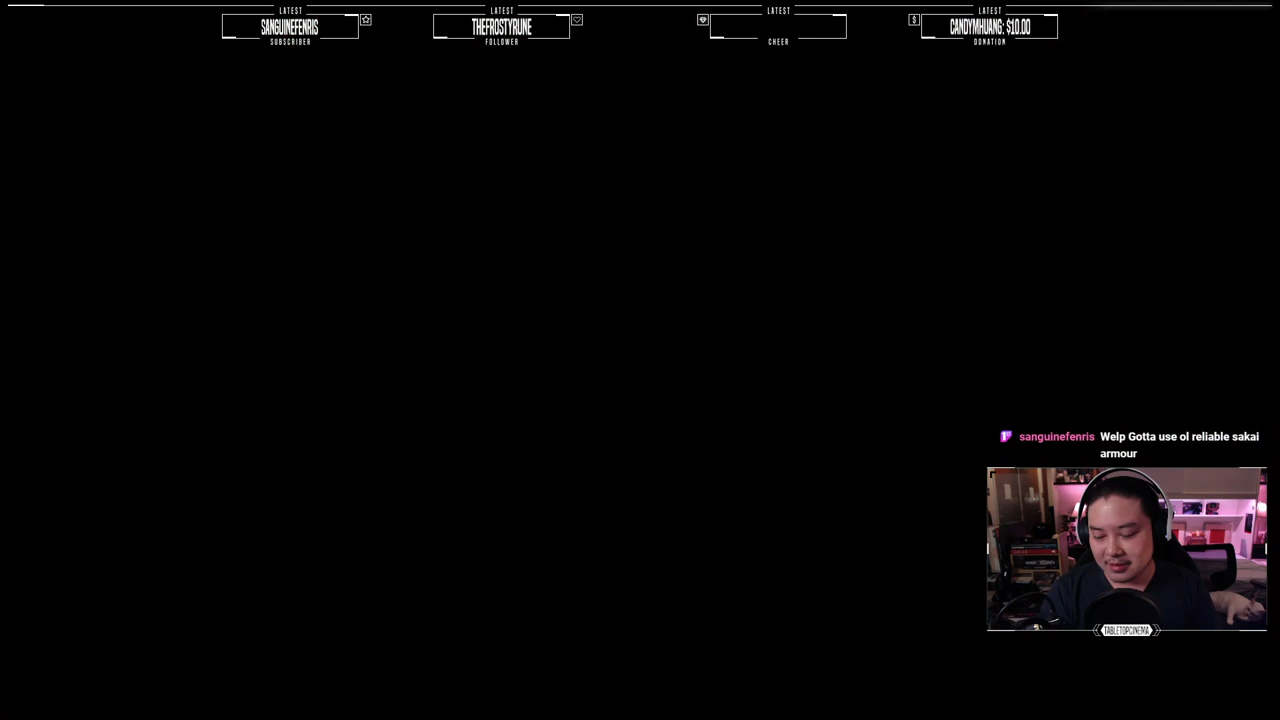 LATEST
SANGUINEFENRIS
SUBSCRIBER
LATEST
THEFROSTYRUNE
FOLLOWER
LATEST
CHEER
LATEST
$
CANDYMHUANG: $10.00
DONATION
sanguinefenris Welp Gotta use ol reliable sakai
armour
TABLETOPCINEMA